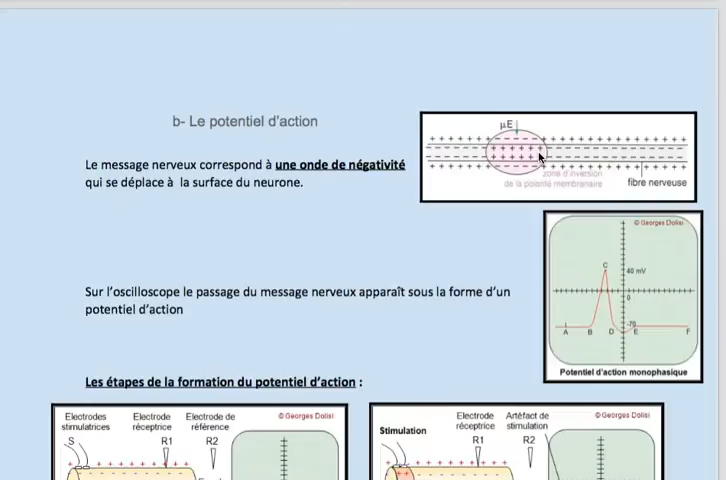 b- Le potentiel d'action
µE
Le message nerveux correspond à une onde de négativité
qui se déplace à la surface du neurone.
zone d'inversion
de la polarité membranaire
fibre nerveuse
© Georges Dolisi
C
40 mV
0
-70
A B D E F
Potentiel d'action monophasique
Sur l'oscilloscope le passage du message nerveux apparaît sous la forme d'un
potentiel d'action
Les étapes de la formation du potentiel d'action :
Electrodes
stimulatrices
Electrode
réceptrice
Electrode de
référence
© Georges Dolisi
S
R1
R2
Stimulation
Electrode
réceptrice
Artéfact de
stimulation
© Georges Dolisi
R1
R2